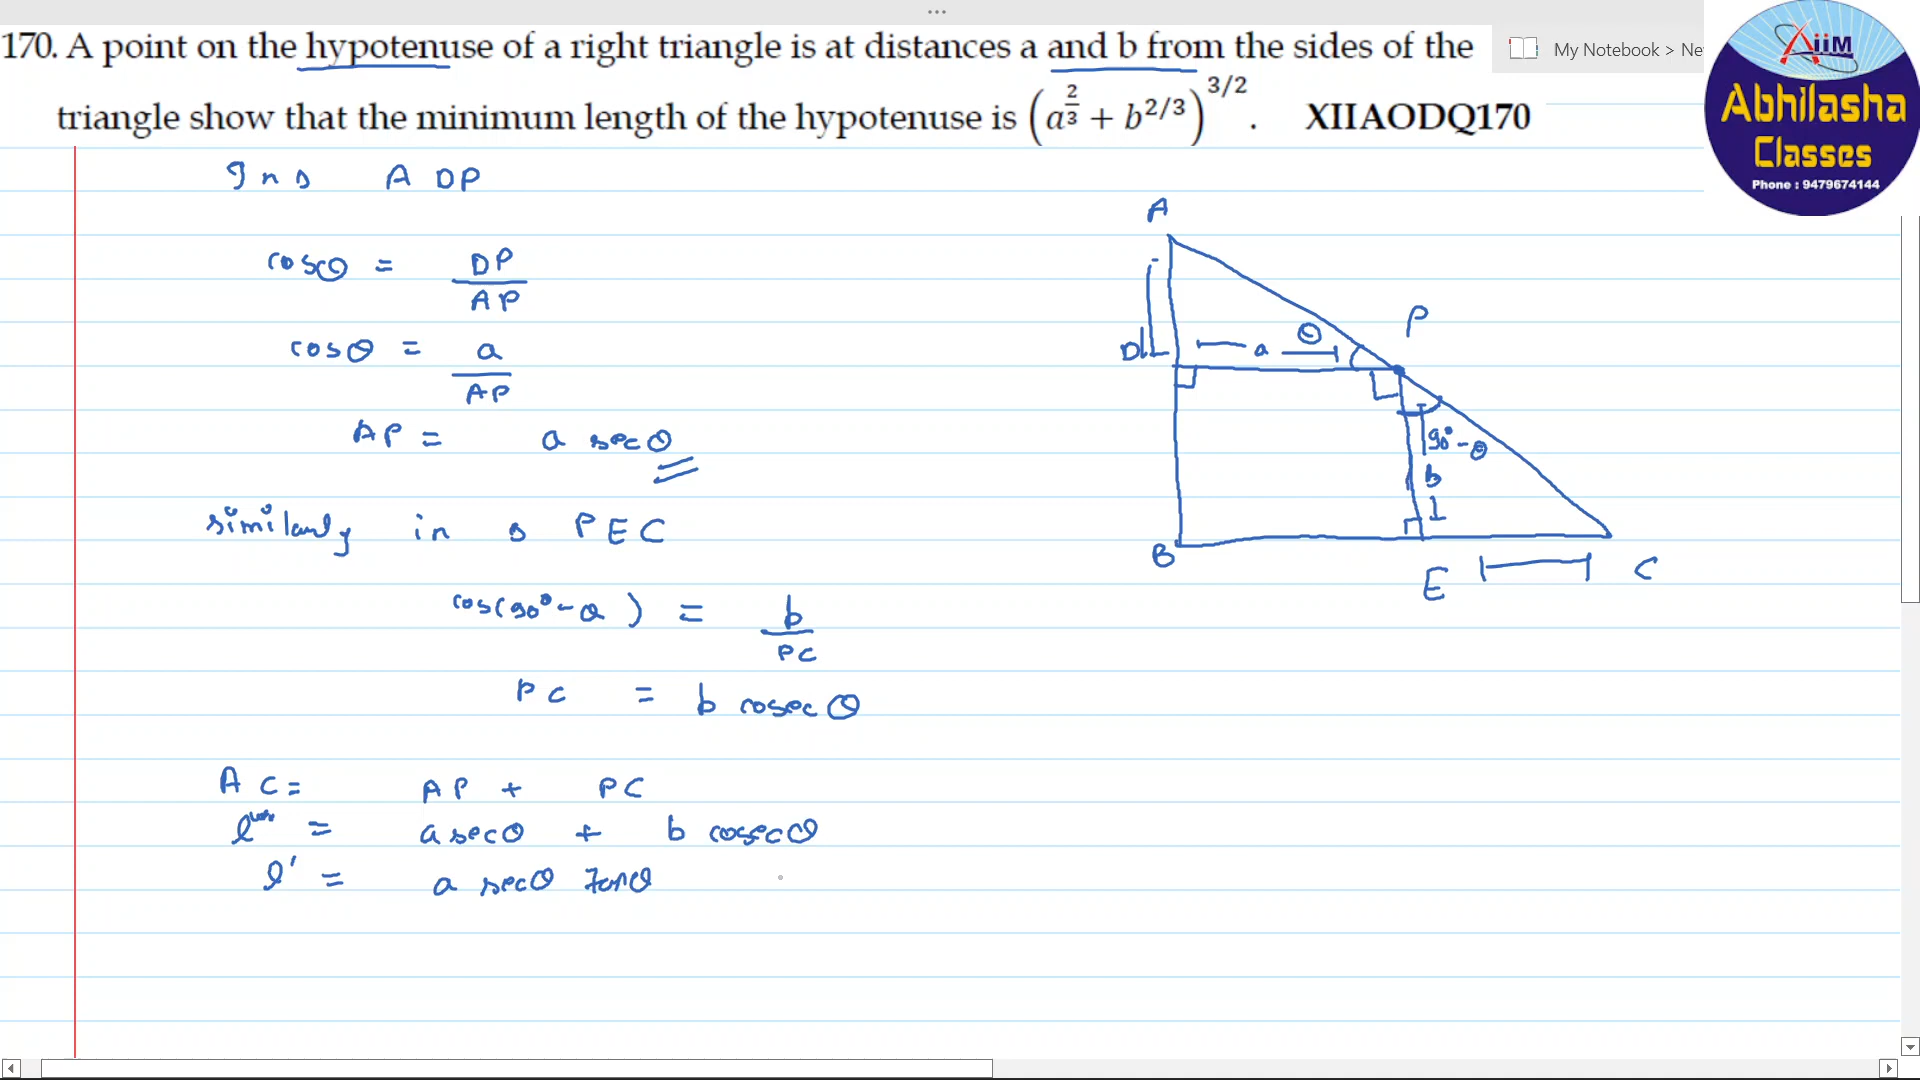 ...
170. A point on the hypotenuse of a right triangle is at distances a and b from the sides of the
triangle show that the minimum length of the hypotenuse is (a^{2/3} + b^{2/3})^{3/2}. XIIAODQ170
My Notebook > Ne
AiiM
Abhilasha
Classes
Phone : 9479674144
In Δ A DP
cosθ = DP / AP
cosθ = a / AP
AP = a secθ
similarly in Δ PEC
cos(90° - θ) = b / PC
PC = b cosecθ
AC = AP + PC
l = a secθ + b cosecθ
l' = a secθ tanθ
A
P
D
a
θ
90° - θ
b
B
E
C